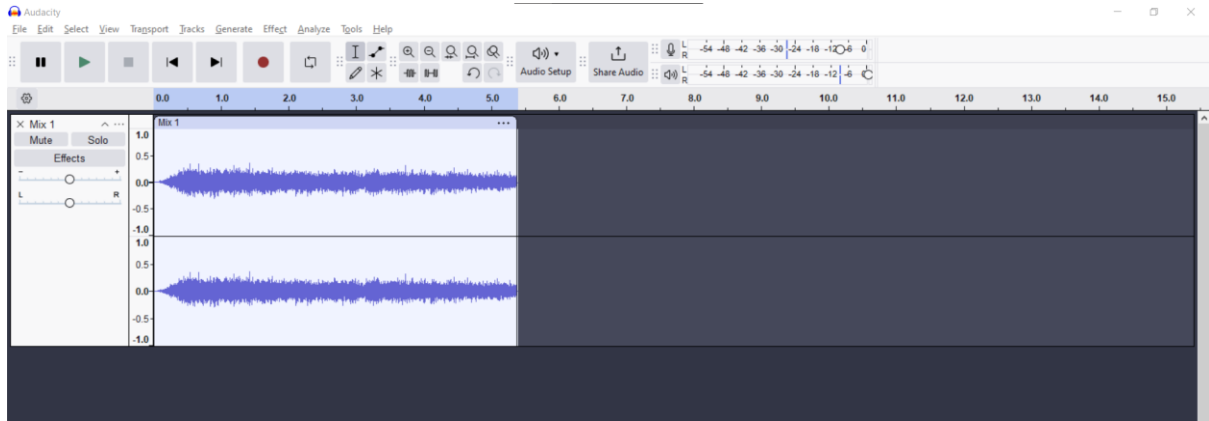 Audacity
File Edit Select View Transport Tracks Generate Effect Analyze Tools Help
L R -54 -48 -42 -36 -30 -24 -18 -12 -6 0
Audio Setup Share Audio L R -54 -48 -42 -36 -30 -24 -18 -12 -6 0
0.0 1.0 2.0 3.0 4.0 5.0 6.0 7.0 8.0 9.0 10.0 11.0 12.0 13.0 14.0 15.0
Mix 1 ... Mix 1 ...
Mute Solo
Effects
- +
L R
1.0
0.5
0.0
-0.5
-1.0
1.0
0.5
0.0
-0.5
-1.0